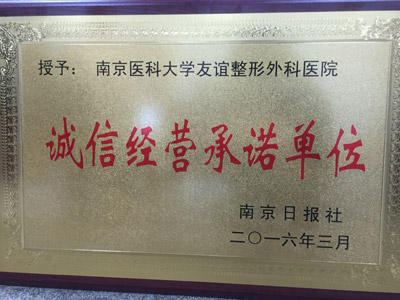 授予：南京医科大学友谊整形外科医院
诚信经营承诺单位
南京日报社
二〇一六年三月